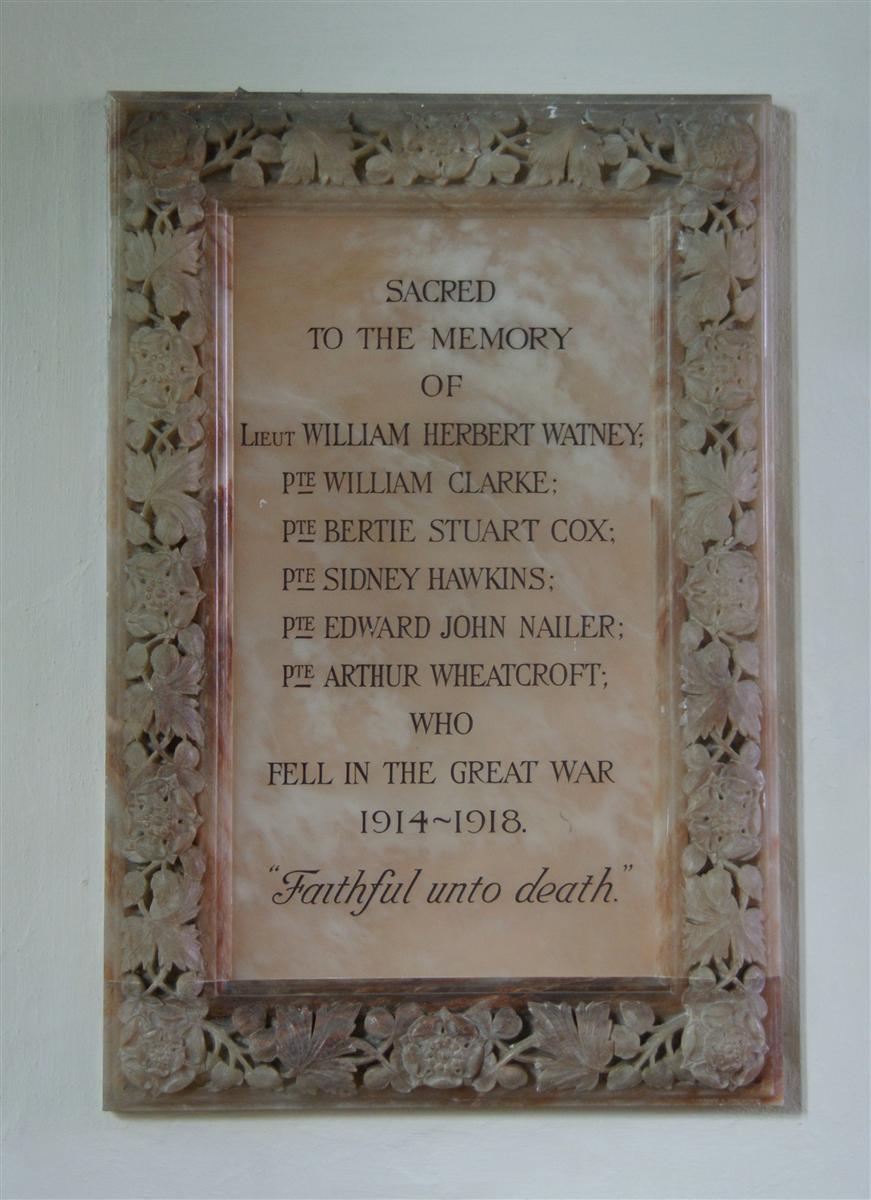 SACRED
TO THE MEMORY
OF
LIEUT WILLIAM HERBERT WATNEY;
PTE WILLIAM CLARKE;
PTE BERTIE STUART COX;
PTE SIDNEY HAWKINS;
PTE EDWARD JOHN NAILER;
PTE ARTHUR WHEATCROFT;
WHO
FELL IN THE GREAT WAR
1914~1918.
"Faithful unto death."